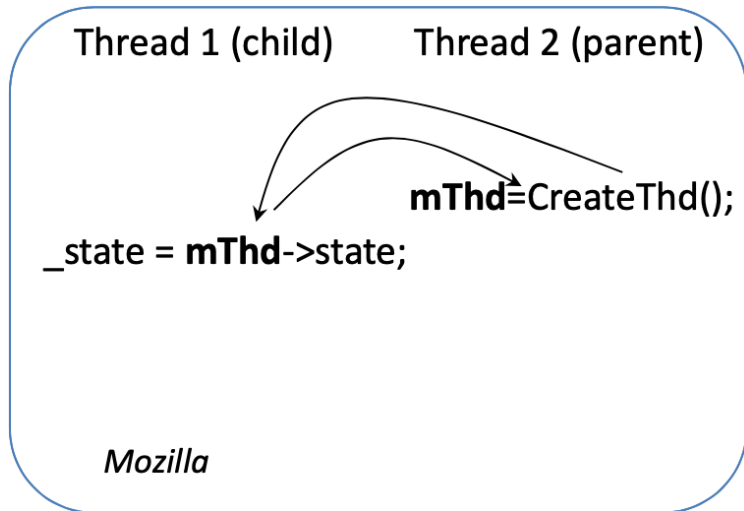 Thread 1 (child) Thread 2 (parent)
mThd=CreateThd();
_state = mThd->state;
Mozilla